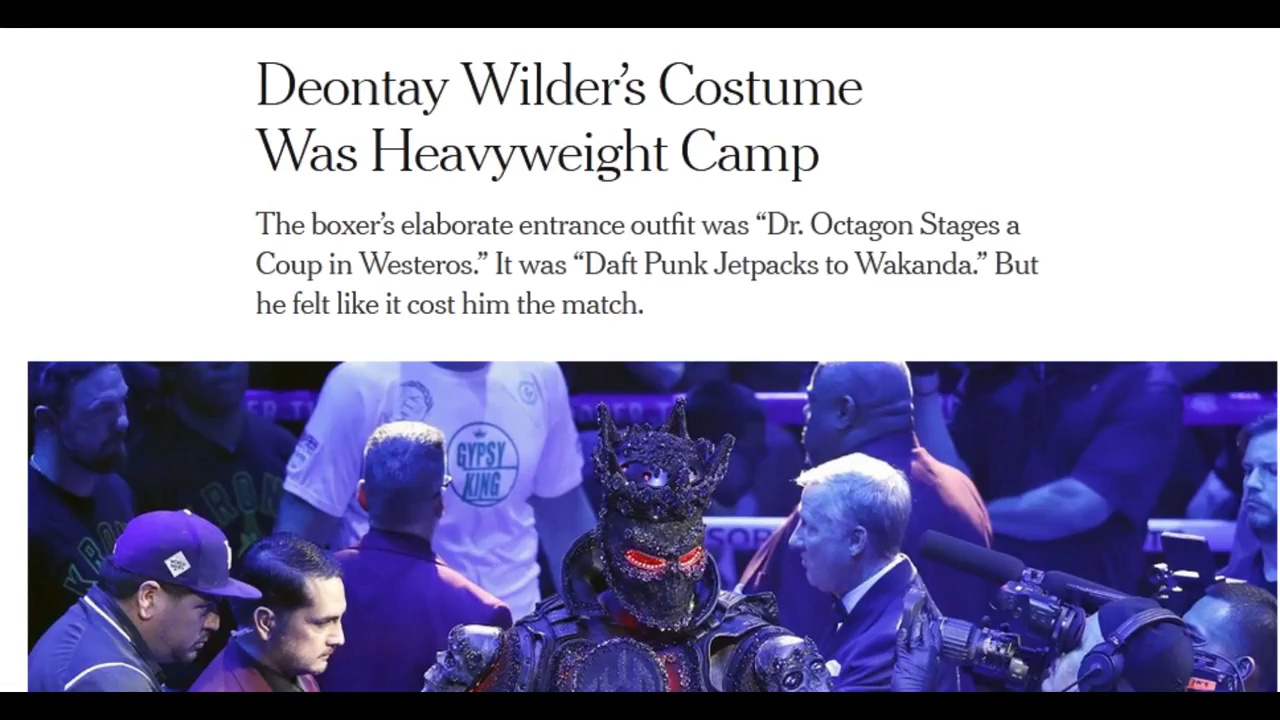 Deontay Wilder’s Costume
Was Heavyweight Camp
The boxer’s elaborate entrance outfit was “Dr. Octagon Stages a
Coup in Westeros.” It was “Daft Punk Jetpacks to Wakanda.” But
he felt like it cost him the match.
GYPSY
KING